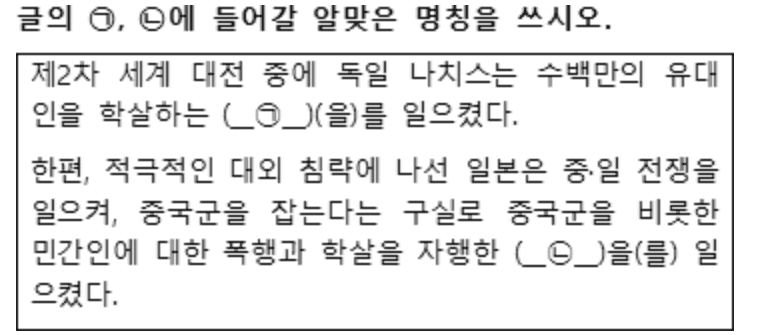 글의 ㉠, ㉡에 들어갈 알맞은 명칭을 쓰시오.
제2차 세계 대전 중에 독일 나치스는 수백만의 유대
인을 학살하는 (__㉠__)(을)를 일으켰다.
한편, 적극적인 대외 침략에 나선 일본은 중·일 전쟁을
일으켜, 중국군을 잡는다는 구실로 중국군을 비롯한
민간인에 대한 폭행과 학살을 자행한 (__㉡__)을(를) 일
으켰다.